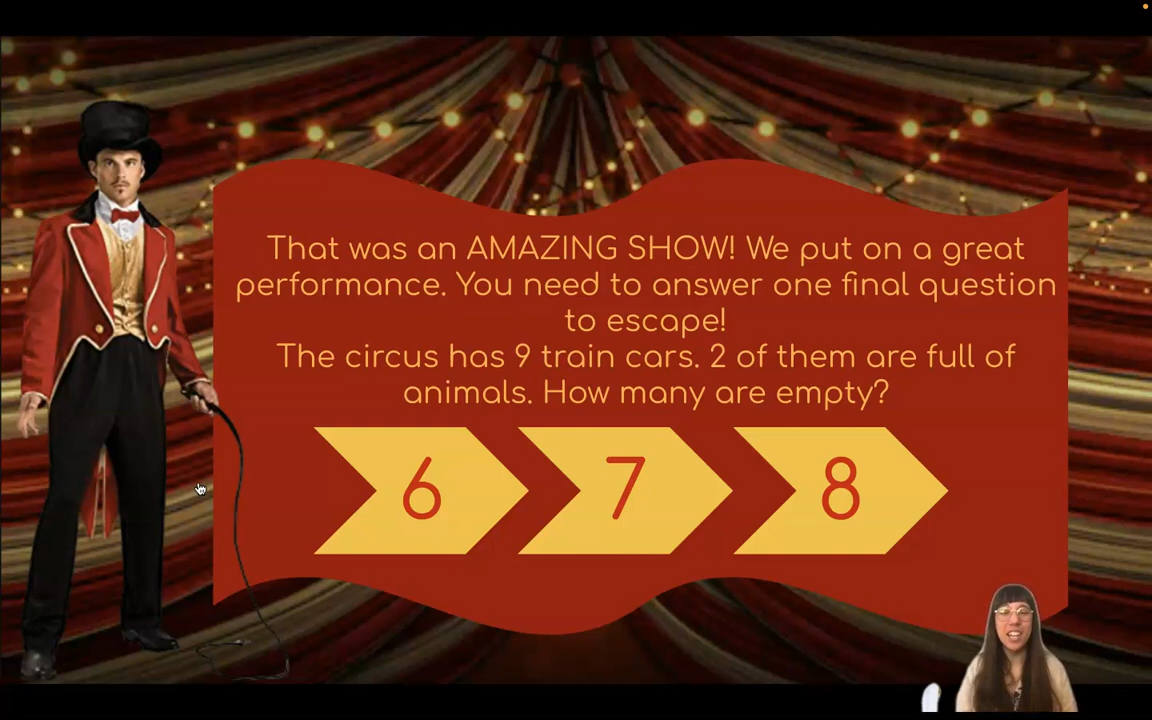 That was an AMAZING SHOW! We put on a great
performance. You need to answer one final question
to escape!
The circus has 9 train cars. 2 of them are full of
animals. How many are empty?
6 7 8